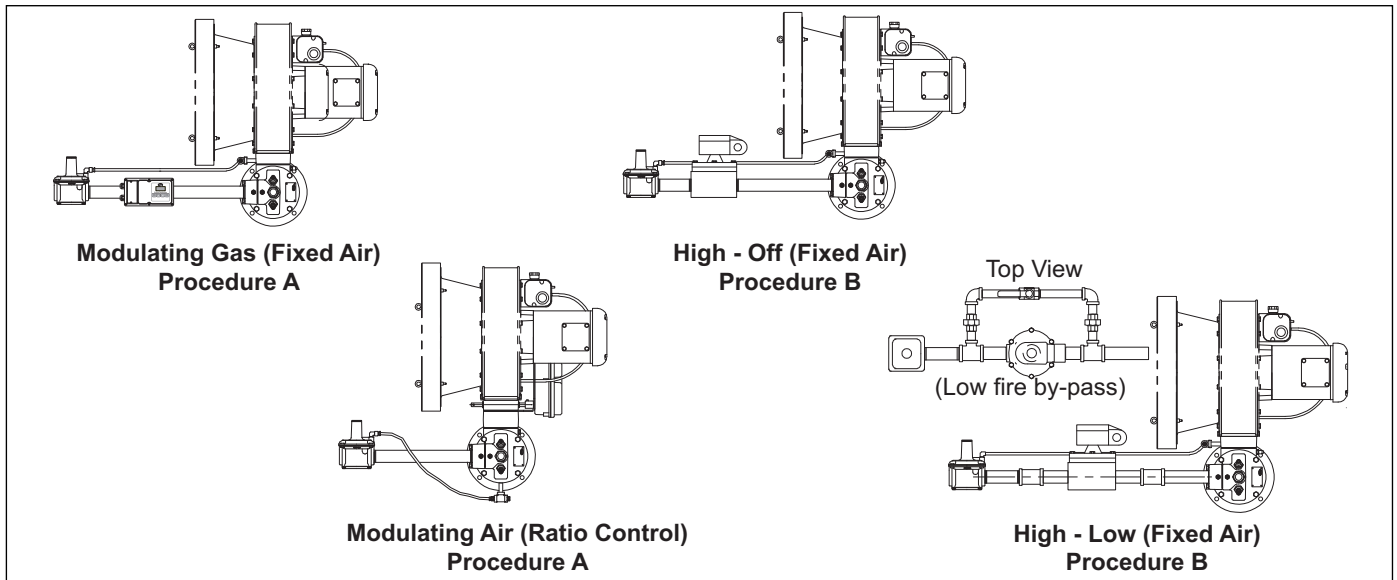 Modulating Gas (Fixed Air)
Procedure A
High - Off (Fixed Air)
Procedure B
Top View
(Low fire by-pass)
Modulating Air (Ratio Control)
Procedure A
High - Low (Fixed Air)
Procedure B